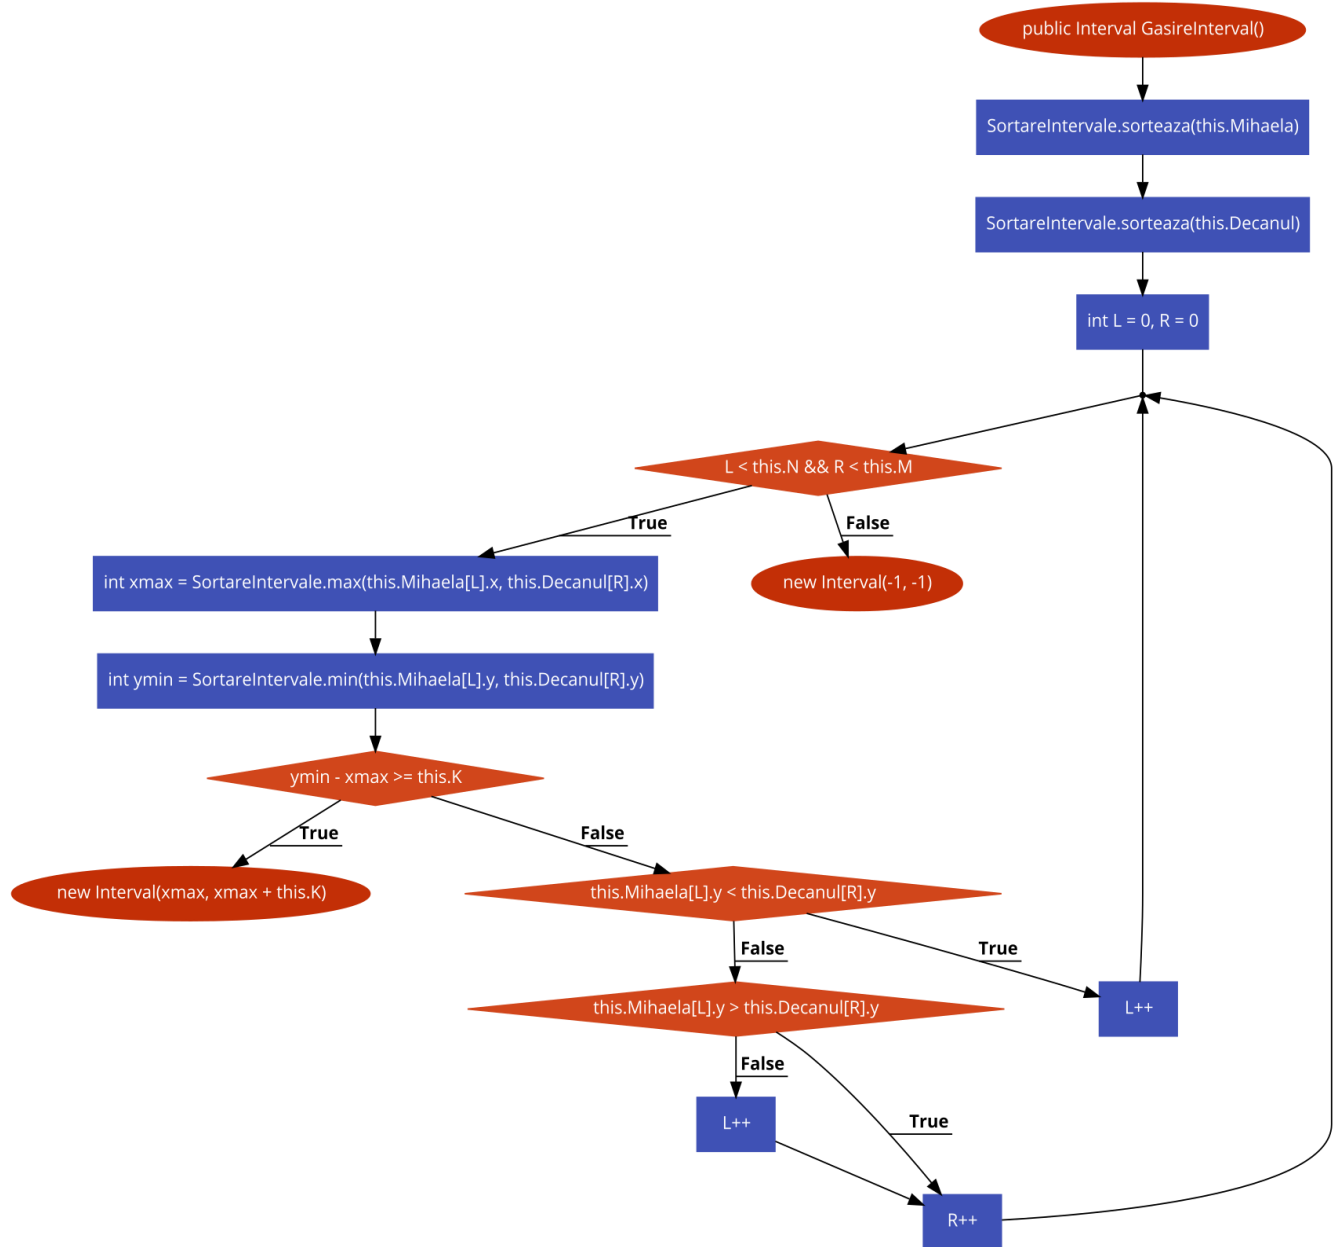 public Interval GasireInterval()
SortareIntervale.sorteaza(this.Mihaela)
SortareIntervale.sorteaza(this.Decanul)
int L = 0, R = 0
L < this.N && R < this.M
True
False
int xmax = SortareIntervale.max(this.Mihaela[L].x, this.Decanul[R].x)
new Interval(-1, -1)
int ymin = SortareIntervale.min(this.Mihaela[L].y, this.Decanul[R].y)
ymin - xmax >= this.K
True
False
new Interval(xmax, xmax + this.K)
this.Mihaela[L].y < this.Decanul[R].y
False
True
this.Mihaela[L].y > this.Decanul[R].y
L++
False
True
L++
R++